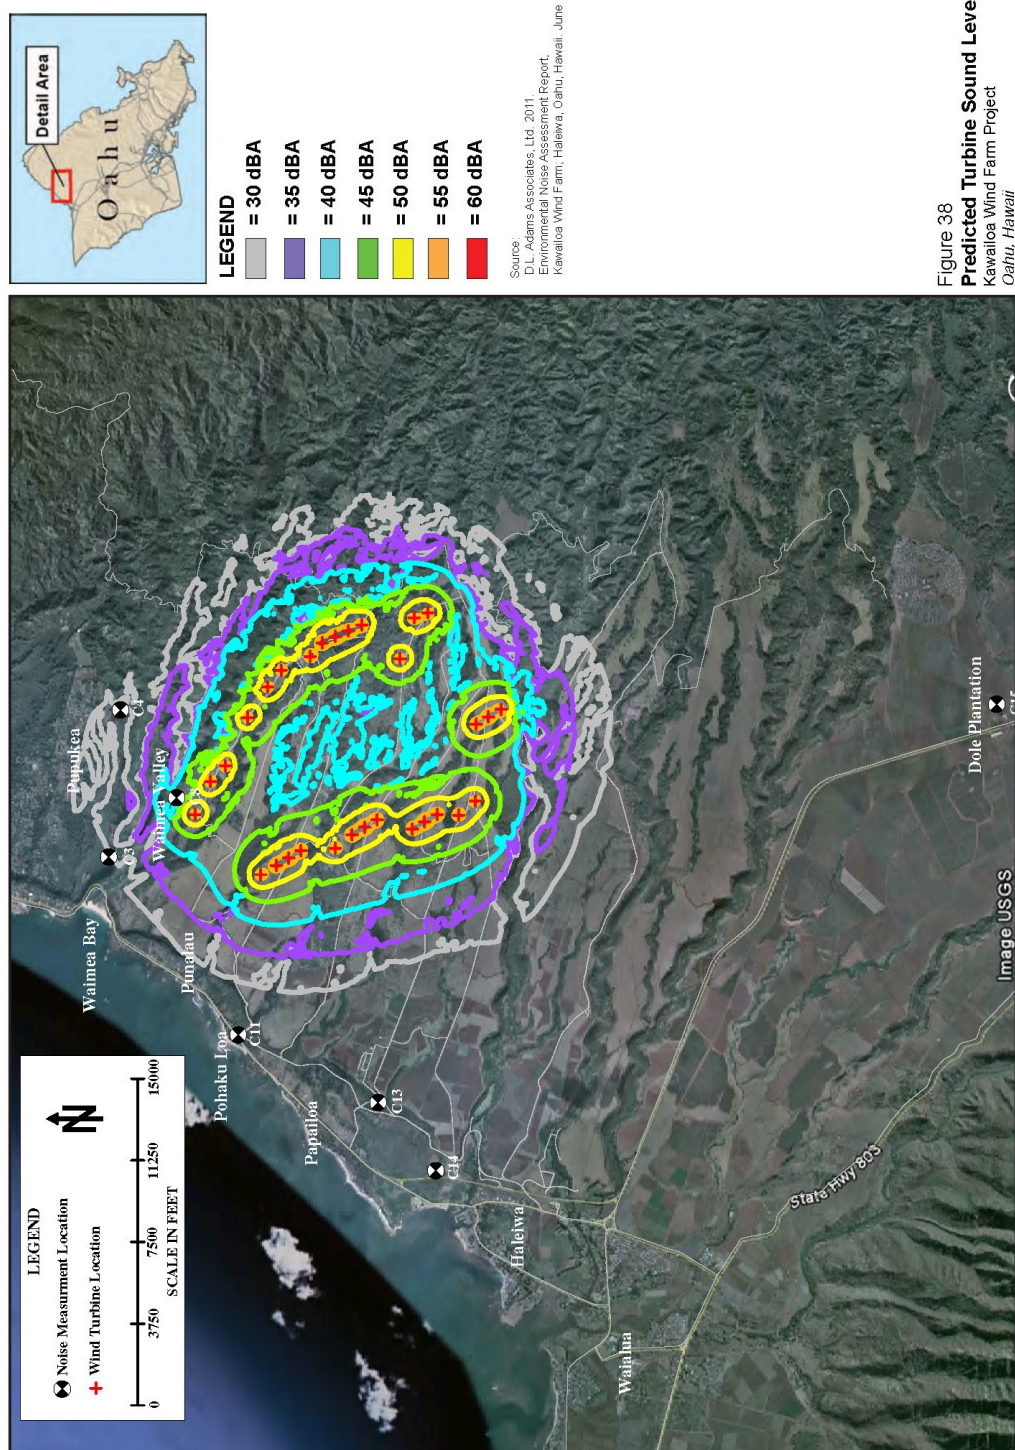 LEGEND
Noise Measurment Location
Wind Turbine Location
0 3750 7500 11250 15000
SCALE IN FEET
N
Waimea Bay
Pupukea
C3
C4
Waimea Valley
Punalau
Pohaku Loa
C11
Papailoa
C13
C14
Haleiwa
Waialua
State Hwy 803
Dole Plantation
C15
Image USGS
Detail Area
Oahu
LEGEND
= 30 dBA
= 35 dBA
= 40 dBA
= 45 dBA
= 50 dBA
= 55 dBA
= 60 dBA
Source:
D.L. Adams Associates, Ltd. 2011.
Environmental Noise Assessment Report,
Kawailoa Wind Farm; Haleiwa, Oahu, Hawaii. June
Figure 38
Predicted Turbine Sound Leve
Kawailoa Wind Farm Project
Oahu, Hawaii